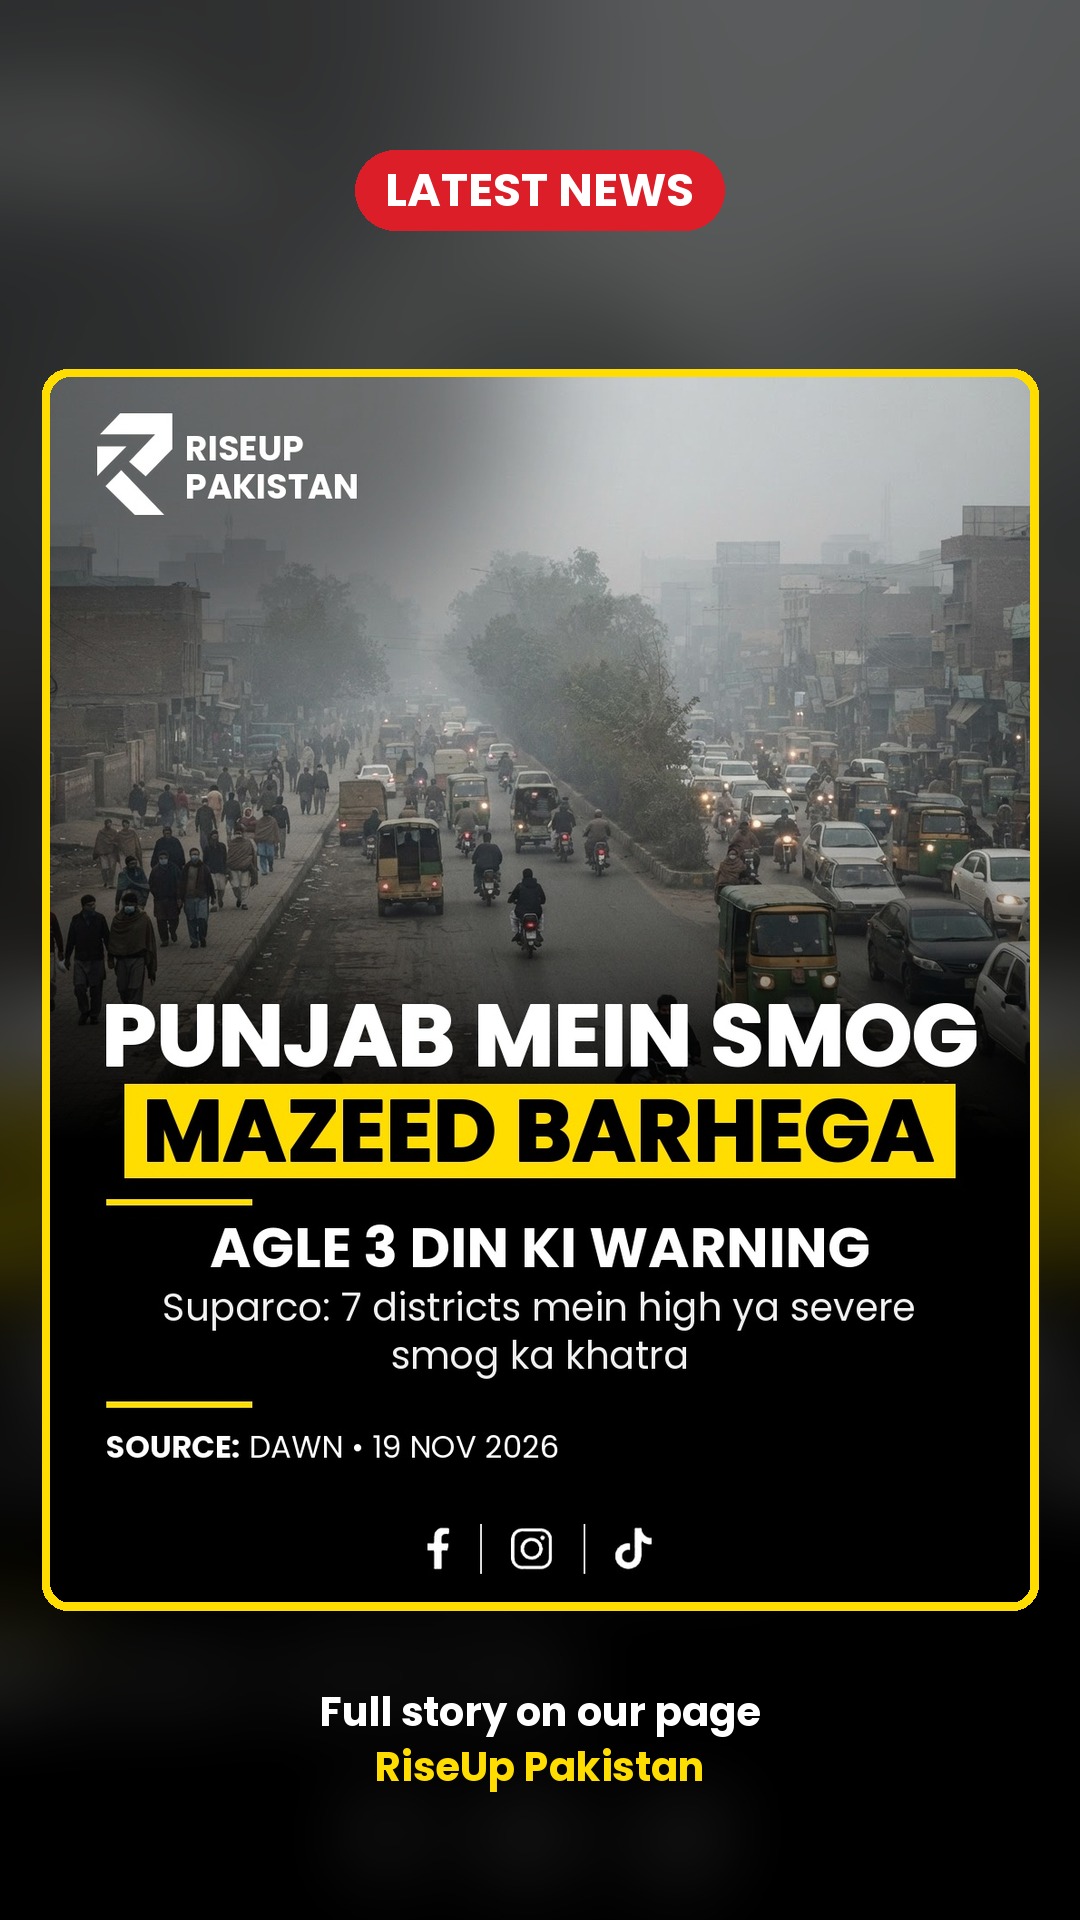 LATEST NEWS
RISEUP
PAKISTAN
PUNJAB MEIN SMOG
MAZEED BARHEGA
AGLE 3 DIN KI WARNING
Suparco: 7 districts mein high ya severe
smog ka khatra
SOURCE: DAWN • 19 NOV 2026
Full story on our page
RiseUp Pakistan